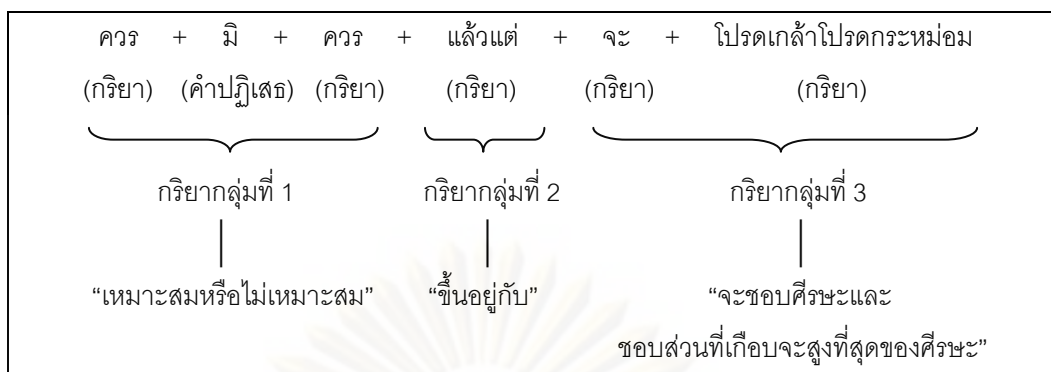 ควร + มิ + ควร + แล้วแต่ + จะ + โปรดเกล้าโปรดกระหม่อม
(กริยา) (คำปฏิเสธ) (กริยา) (กริยา) (กริยา) (กริยา)
กริยากลุ่มที่ 1 กริยากลุ่มที่ 2 กริยากลุ่มที่ 3
“เหมาะสมหรือไม่เหมาะสม” “ขึ้นอยู่กับ” “จะชอบศีรษะและ
ชอบส่วนที่เกือบจะสูงที่สุดของศีรษะ”